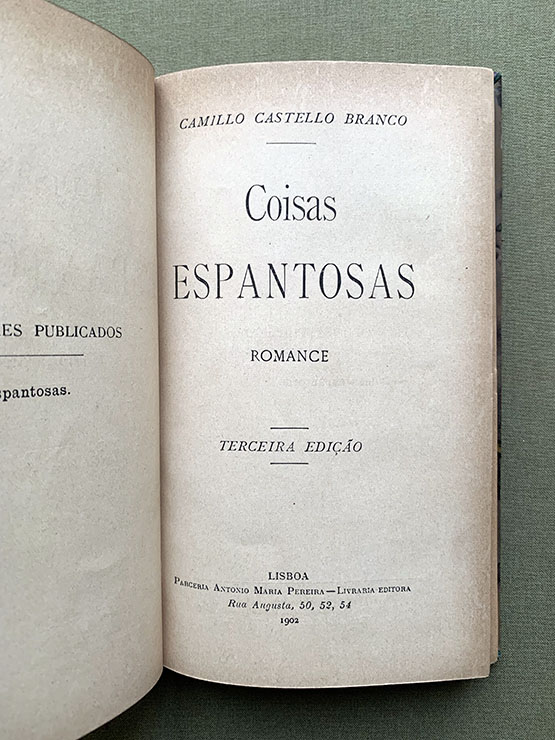 ES PUBLICADOS
spantosas.
CAMILLO CASTELLO BRANCO
Coisas
ESPANTOSAS
ROMANCE
TERCEIRA EDIÇÃO
LISBOA
PARCERIA ANTONIO MARIA PEREIRA—LIVRARIA-EDITORA
Rua Augusta, 50, 52, 54
1902